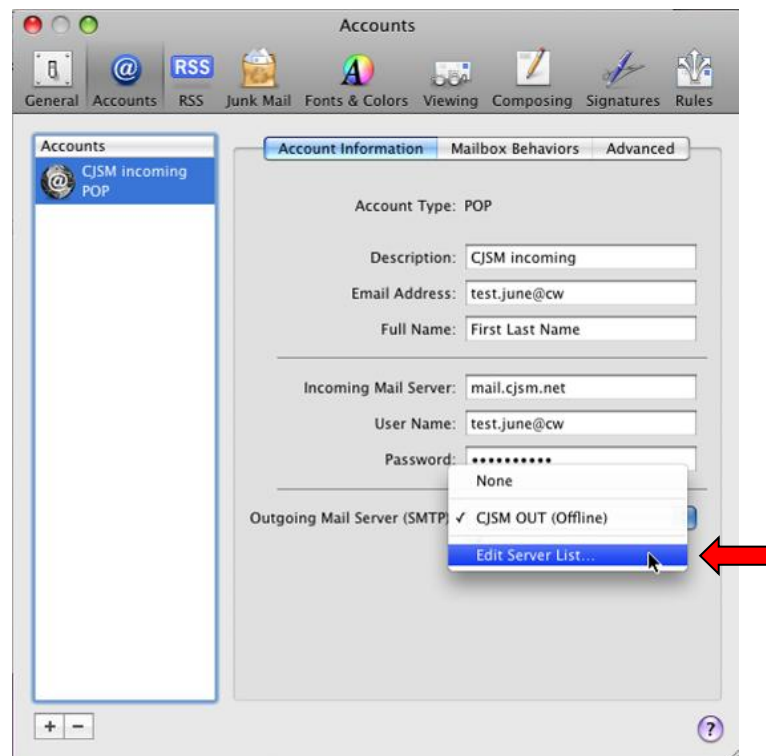 Accounts
RSS
General Accounts RSS Junk Mail Fonts & Colors Viewing Composing Signatures Rules
Accounts
CJSM incoming
POP
Account Information Mailbox Behaviors Advanced
Account Type: POP
Description: CJSM incoming
Email Address: test.june@cw
Full Name: First Last Name
Incoming Mail Server: mail.cjsm.net
User Name: test.june@cw
Password: ••••••••••
None
Outgoing Mail Server (SMTP) ✓ CJSM OUT (Offline)
Edit Server List...
+ − ?